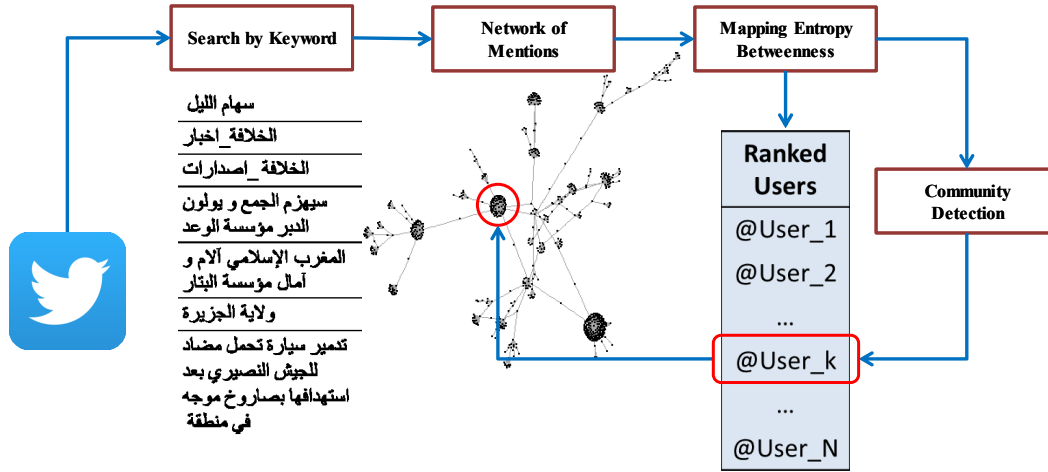 Search by Keyword
Network of
Mentions
Mapping Entropy
Betweenness
سهام الليل
الخلافة_اخبار
الخلافة_اصدارات
سيهزم الجمع و يولون
الدبر مؤسسة الوعد
المغرب الإسلامي آلام و
آمال مؤسسة البتار
ولاية الجزيرة
تدمير سيارة تحمل مضاد
للجيش النصيري بعد
استهدافها بصاروخ موجه
في منطقة
Ranked
Users
@User_1
@User_2
...
@User_k
...
@User_N
Community
Detection